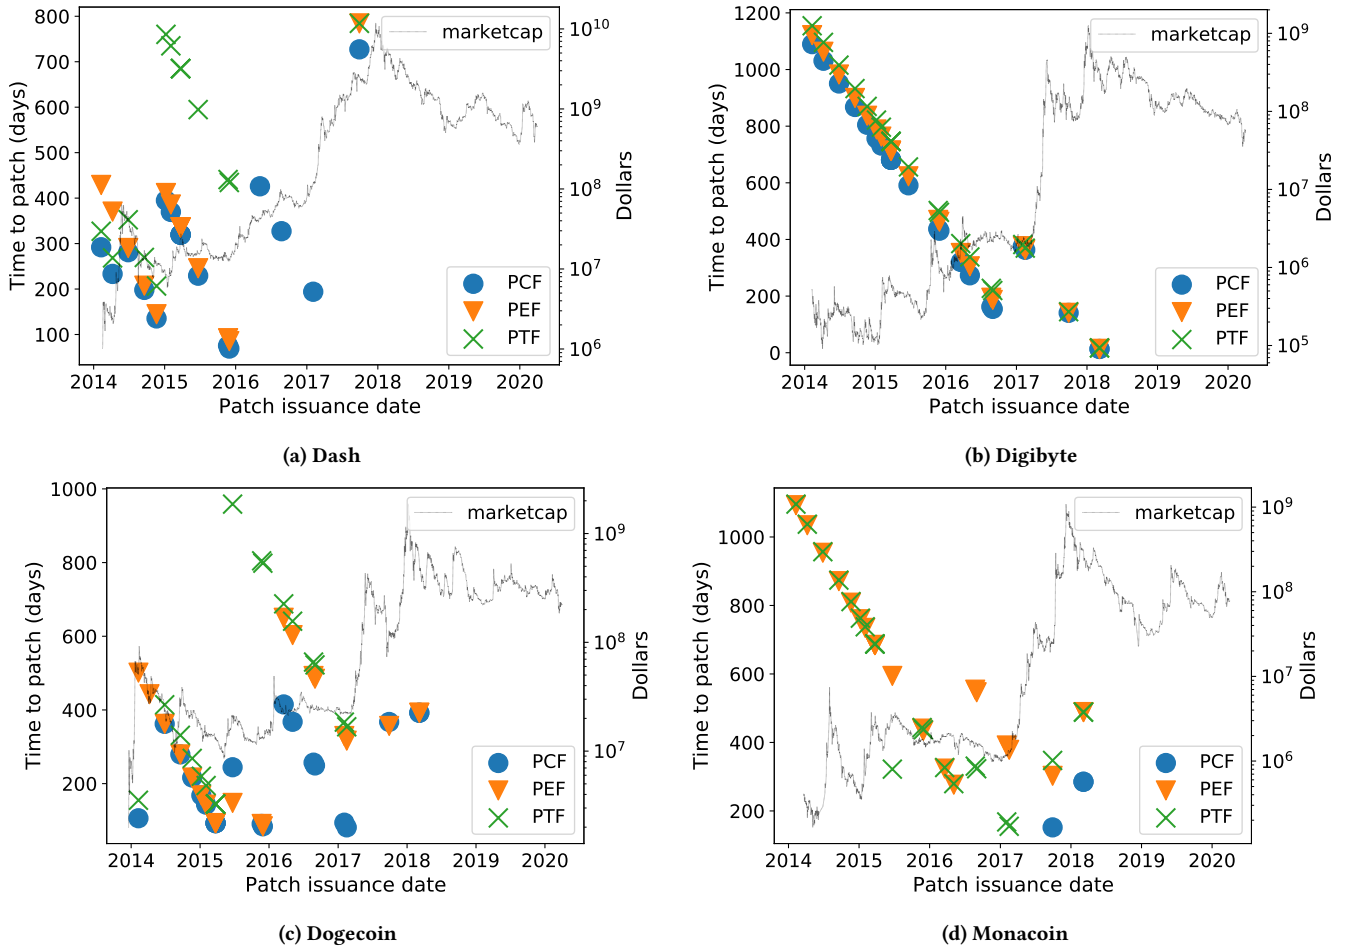 800
700
600
500
400
300
200
100
Time to patch (days)
2014 2015 2016 2017 2018 2019 2020
Patch issuance date
10^10
10^9
10^8
10^7
10^6
Dollars
marketcap
PCF
PEF
PTF
(a) Dash
1200
1000
800
600
400
200
0
Time to patch (days)
2014 2015 2016 2017 2018 2019 2020
Patch issuance date
10^9
10^8
10^7
10^6
10^5
Dollars
marketcap
PCF
PEF
PTF
(b) Digibyte
1000
800
600
400
200
Time to patch (days)
2014 2015 2016 2017 2018 2019 2020
Patch issuance date
10^9
10^8
10^7
Dollars
marketcap
PCF
PEF
PTF
(c) Dogecoin
1000
800
600
400
200
Time to patch (days)
2014 2015 2016 2017 2018 2019 2020
Patch issuance date
10^9
10^8
10^7
10^6
Dollars
marketcap
PCF
PEF
PTF
(d) Monacoin